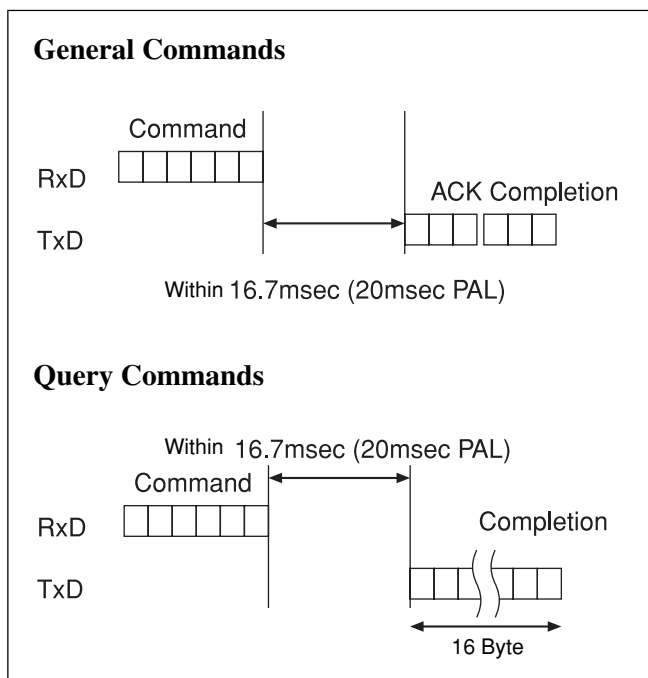 General Commands
Command
RxD
ACK Completion
TxD
Within 16.7msec (20msec PAL)
Query Commands
Within 16.7msec (20msec PAL)
Command
RxD
Completion
TxD
16 Byte